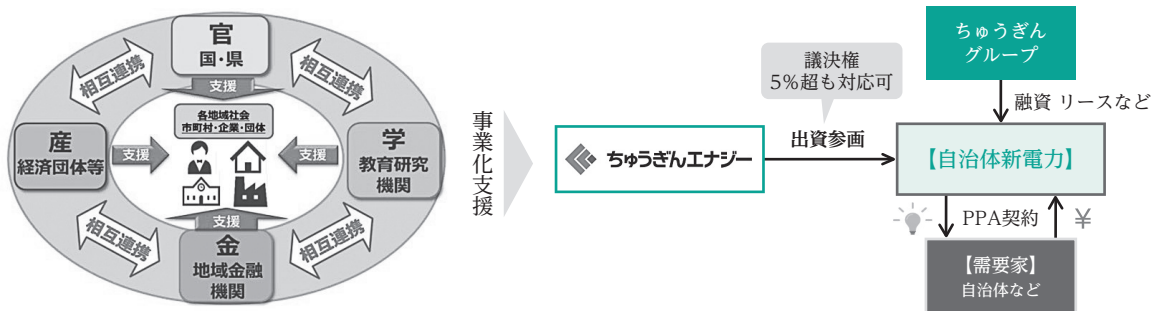 官
国・県
相互連携
相互連携
支援
各地域社会
市町村・企業・団体
産
経済団体等
支援
支援
学
教育研究
機関
支援
相互連携
相互連携
金
地域金融
機関
事業化支援
議決権
5%超も対応可
ちゅうぎんエナジー
出資参画
ちゅうぎん
グループ
融資 リースなど
【自治体新電力】
PPA契約
¥
【需要家】
自治体など